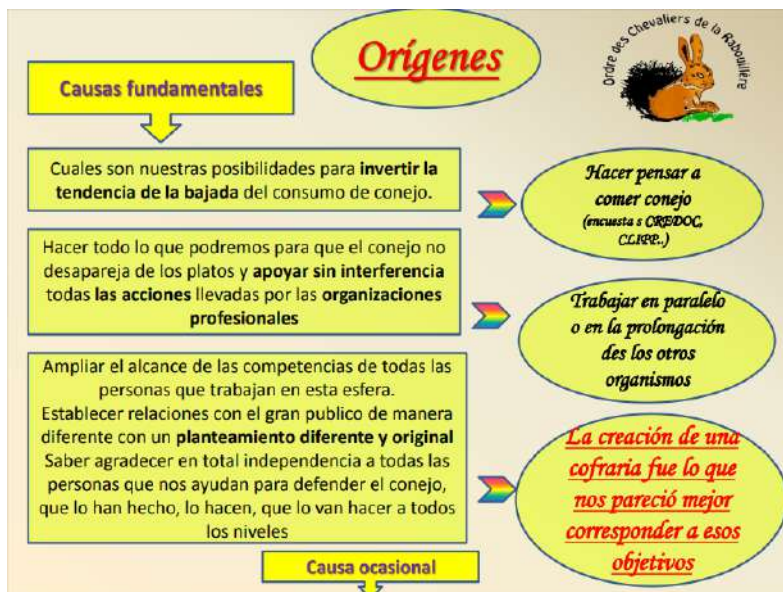 Orígenes
Ordre des Chevaliers de la Rabouillère
Causas fundamentales
Cuales son nuestras posibilidades para invertir la
tendencia de la bajada del consumo de conejo.
Hacer pensar a
comer conejo
(encuesta s CREDOC,
CLIPP..)
Hacer todo lo que podremos para que el conejo no
desapareja de los platos y apoyar sin interferencia
todas las acciones llevadas por las organizaciones
profesionales
Trabajar en paralelo
o en la prolongación
des los otros
organismos
Ampliar el alcance de las competencias de todas las
personas que trabajan en esta esfera.
Establecer relaciones con el gran publico de manera
diferente con un planteamiento diferente y original
Saber agradecer en total independencia a todas las
personas que nos ayudan para defender el conejo,
que lo han hecho, lo hacen, que lo van hacer a todos
los niveles
La creación de una
cofraria fue lo que
nos pareció mejor
corresponder a esos
objetivos
Causa ocasional